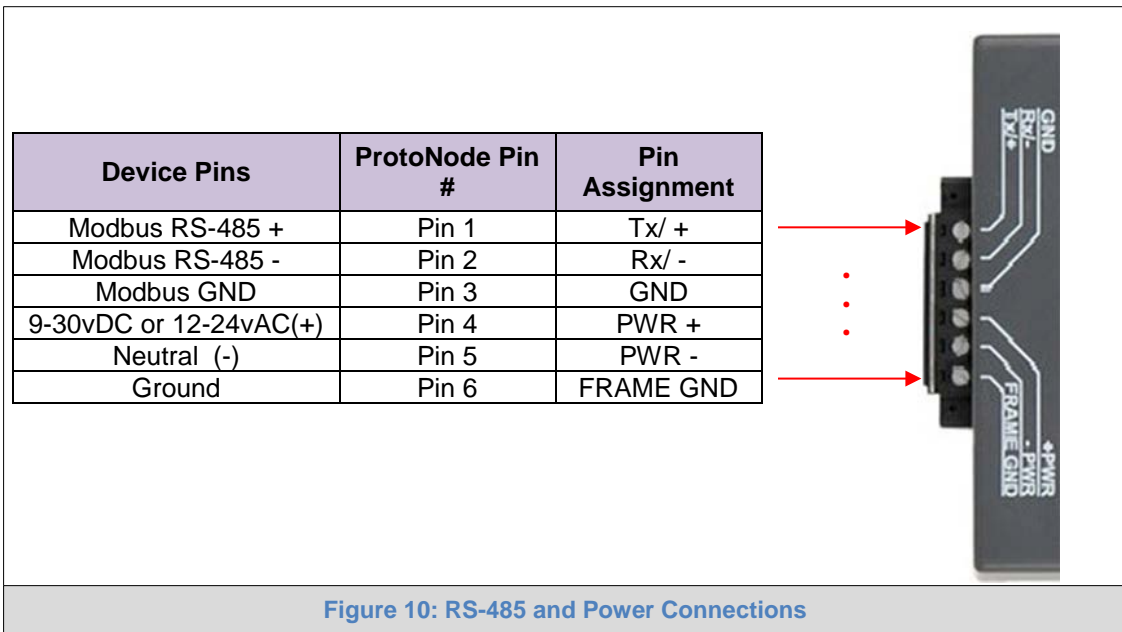 Device Pins ProtoNode Pin # Pin Assignment
Modbus RS-485 + Pin 1 Tx/ +
Modbus RS-485 - Pin 2 Rx/ -
Modbus GND Pin 3 GND
9-30vDC or 12-24vAC(+) Pin 4 PWR +
Neutral (-) Pin 5 PWR -
Ground Pin 6 FRAME GND
GND
Rx/-
Tx/+
+PWR
- PWR
FRAME GND
Figure 10: RS-485 and Power Connections